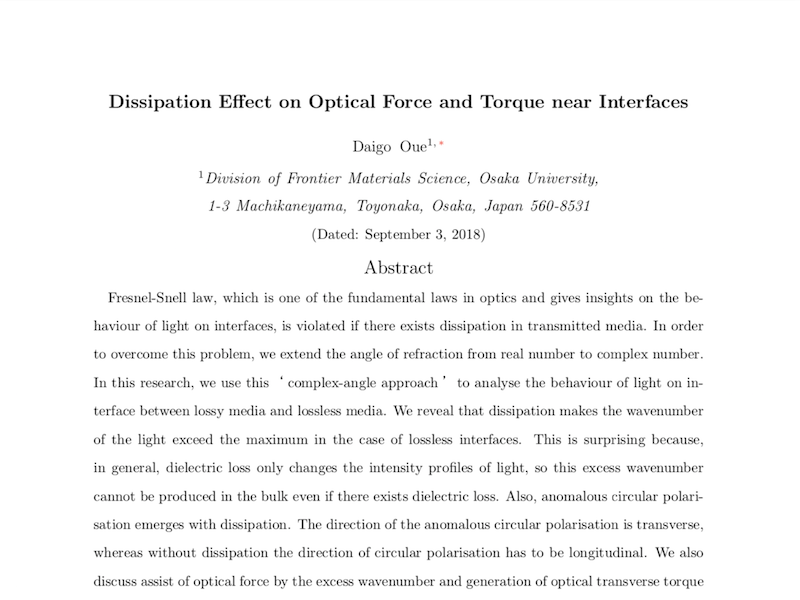 Dissipation Effect on Optical Force and Torque near Interfaces
Daigo Oue1,*
1Division of Frontier Materials Science, Osaka University,
1-3 Machikaneyama, Toyonaka, Osaka, Japan 560-8531
(Dated: September 3, 2018)
Abstract
Fresnel-Snell law, which is one of the fundamental laws in optics and gives insights on the be-
haviour of light on interfaces, is violated if there exists dissipation in transmitted media. In order
to overcome this problem, we extend the angle of refraction from real number to complex number.
In this research, we use this ‘ complex-angle approach ’ to analyse the behaviour of light on in-
terface between lossy media and lossless media. We reveal that dissipation makes the wavenumber
of the light exceed the maximum in the case of lossless interfaces. This is surprising because,
in general, dielectric loss only changes the intensity profiles of light, so this excess wavenumber
cannot be produced in the bulk even if there exists dielectric loss. Also, anomalous circular polari-
sation emerges with dissipation. The direction of the anomalous circular polarisation is transverse,
whereas without dissipation the direction of circular polarisation has to be longitudinal. We also
discuss assist of optical force by the excess wavenumber and generation of optical transverse torque